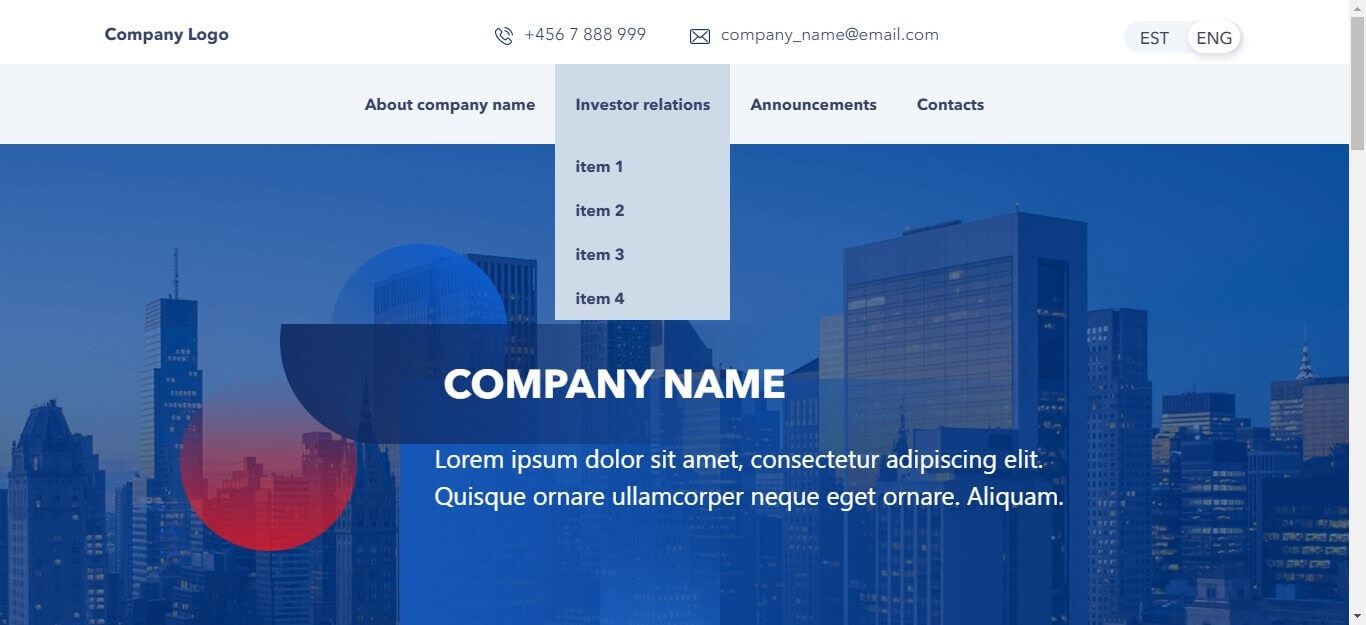 Company Logo
+456 7 888 999
company_name@email.com
EST
ENG
About company name
Investor relations
Announcements
Contacts
item 1
item 2
item 3
item 4
COMPANY NAME
Lorem ipsum dolor sit amet, consectetur adipiscing elit.
Quisque ornare ullamcorper neque eget ornare. Aliquam.